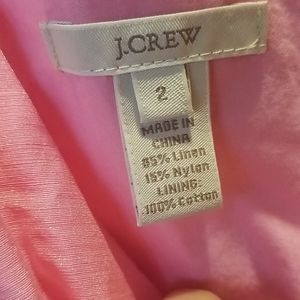 J.CREW
2
MADE IN
CHINA
85% Linen
15% Nylon
LINING:
100% Cotton